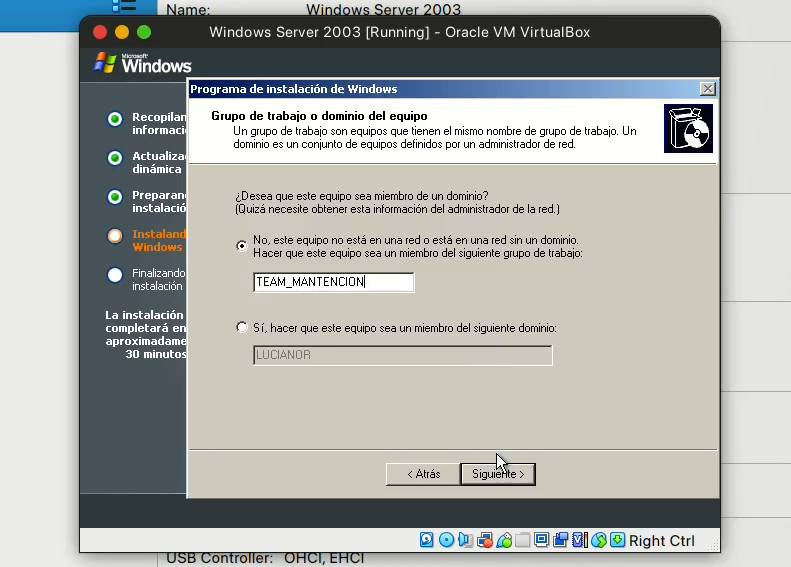 Name: Windows Server 2003
Windows Server 2003 [Running] - Oracle VM VirtualBox
Microsoft
Windows
Programa de instalación de Windows
Grupo de trabajo o dominio del equipo
Un grupo de trabajo son equipos que tienen el mismo nombre de grupo de trabajo. Un
dominio es un conjunto de equipos definidos por un administrador de red.
Recopilan
informaci
Actualiza
dinámica
Preparan
instalació
Instaland
Windows
Finalizando
instalación
La instalación
completará en
aproximadame
30 minutos
¿Desea que este equipo sea miembro de un dominio?
(Quizá necesite obtener esta información del administrador de la red.)
No, este equipo no está en una red o está en una red sin un dominio.
Hacer que este equipo sea un miembro del siguiente grupo de trabajo:
TEAM_MANTENCION
Sí, hacer que este equipo sea un miembro del siguiente dominio:
LUCIANOR
< Atrás
Siguiente >
Right Ctrl
USB Controller: OHCI, EHCI